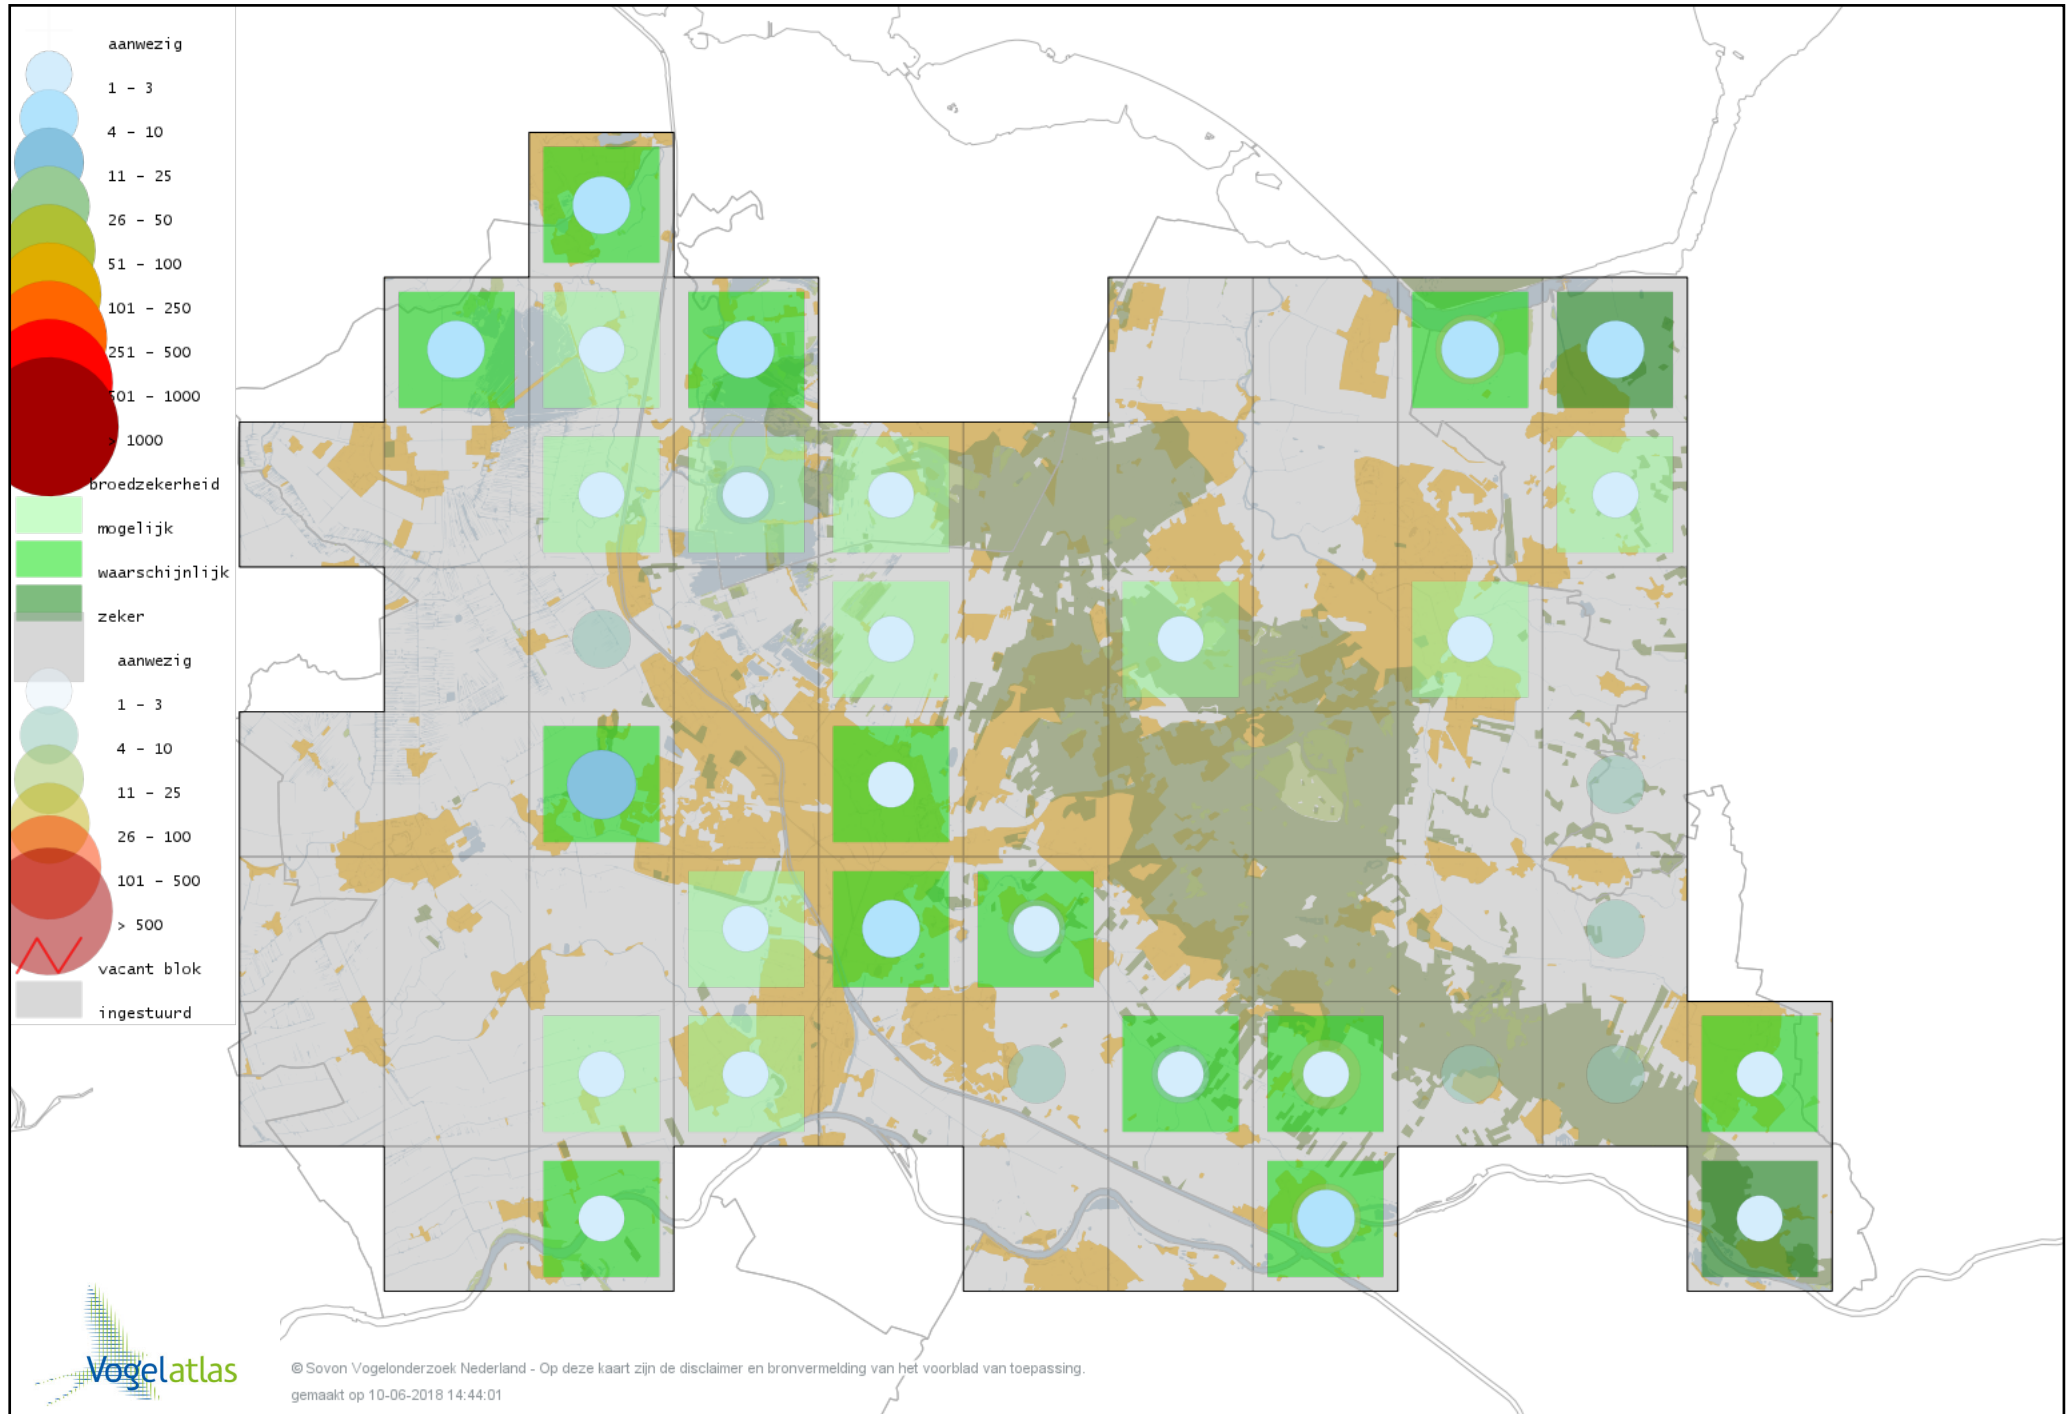 aanwezig
1 - 3
4 - 10
11 - 25
26 - 50
51 - 100
101 - 250
251 - 500
501 - 1000
> 1000
broedzekerheid
mogelijk
waarschijnlijk
zeker
aanwezig
1 - 3
4 - 10
11 - 25
26 - 100
101 - 500
> 500
vacant blok
ingestuurd
Vogelatlas
© Sovon Vogelonderzoek Nederland - Op deze kaart zijn de disclaimer en bronvermelding van het voorblad van toepassing.
gemaakt op 10-06-2018 14:44:01